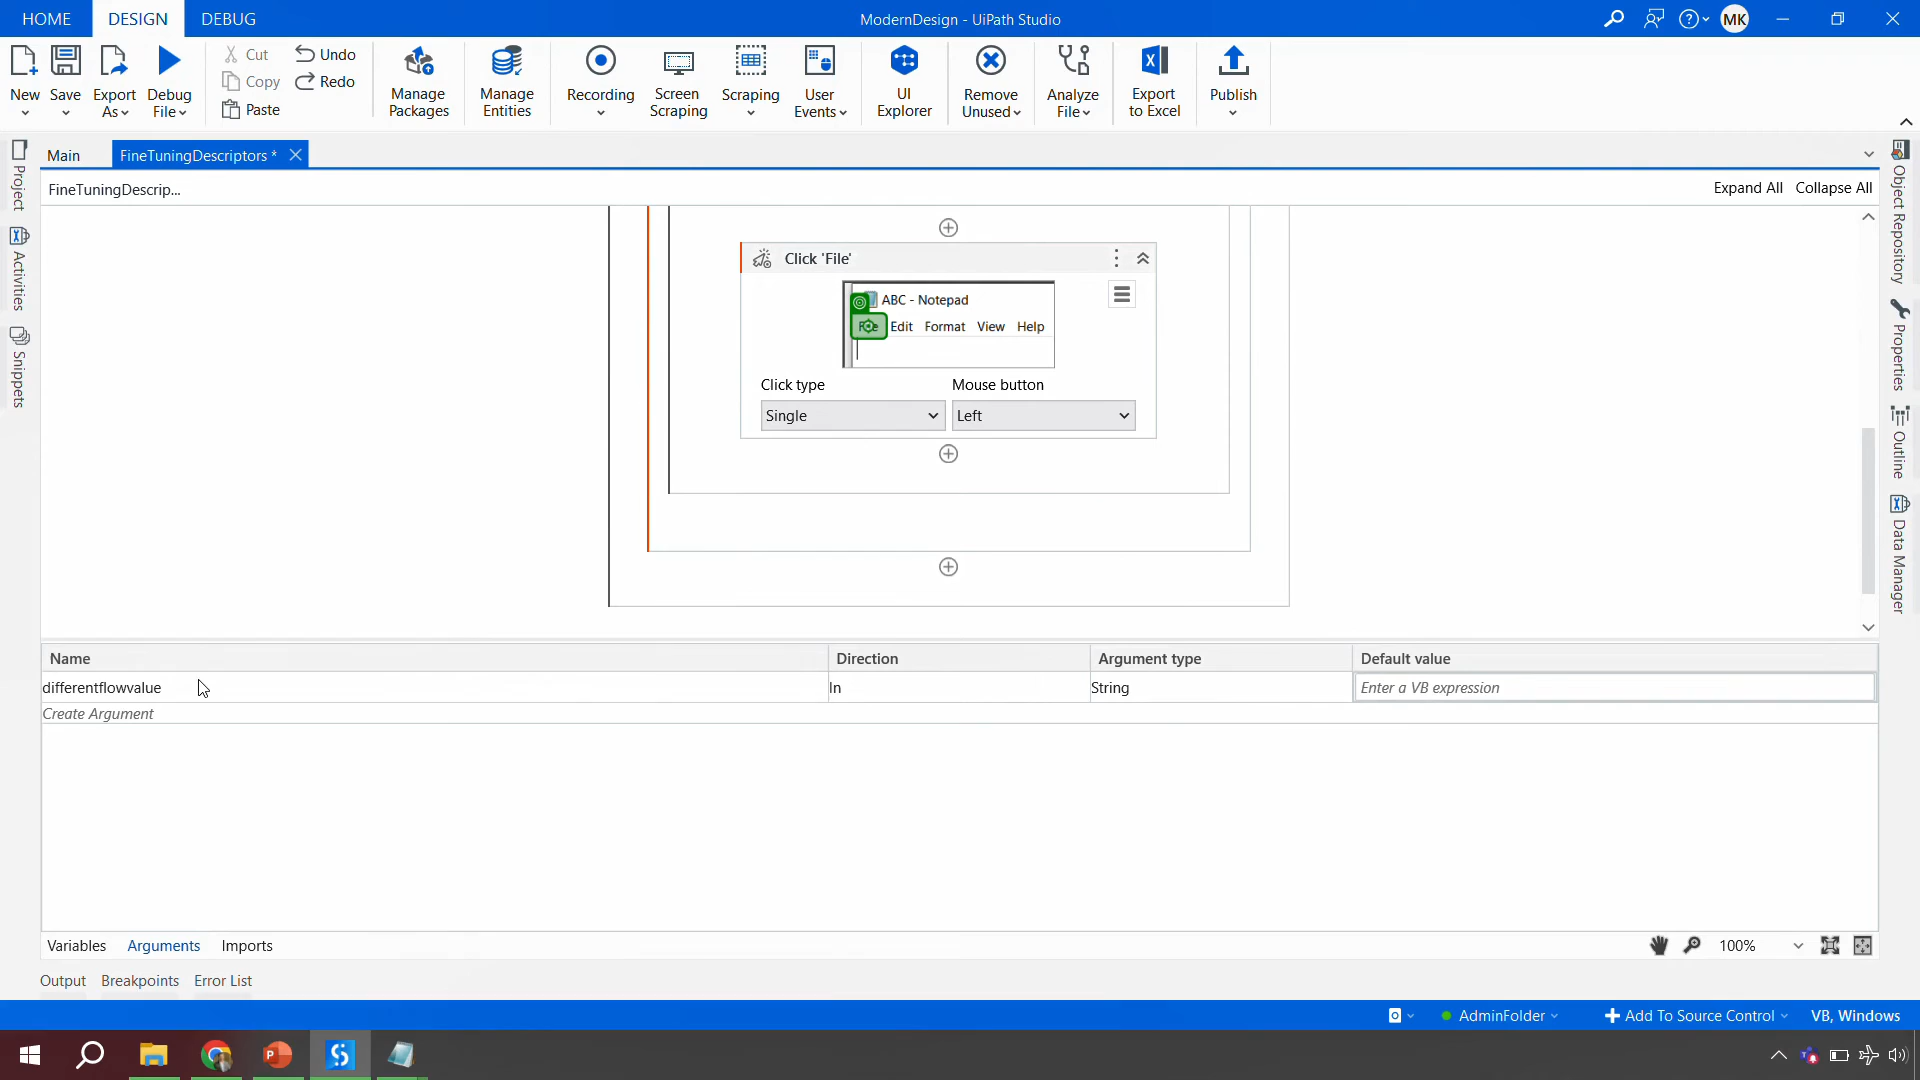 HOME DESIGN DEBUG ModernDesign - UiPath Studio MK
New Save Export As Debug File
Cut Copy Paste Undo Redo
Manage Packages
Manage Entities
Recording
Screen Scraping
Scraping
User Events
UI Explorer
Remove Unused
Analyze File
Export to Excel
Publish
Main FineTuningDescriptors *
FineTuningDescrip... Expand All Collapse All
Project
Activities
Snippets
Object Repository
Properties
Outline
Data Manager
Click 'File'
ABC - Notepad
File Edit Format View Help
Click type Mouse button
Single Left
Name Direction Argument type Default value
differentflowvalue In String Enter a VB expression
Create Argument
Variables Arguments Imports 100%
Output Breakpoints Error List
AdminFolder Add To Source Control VB, Windows